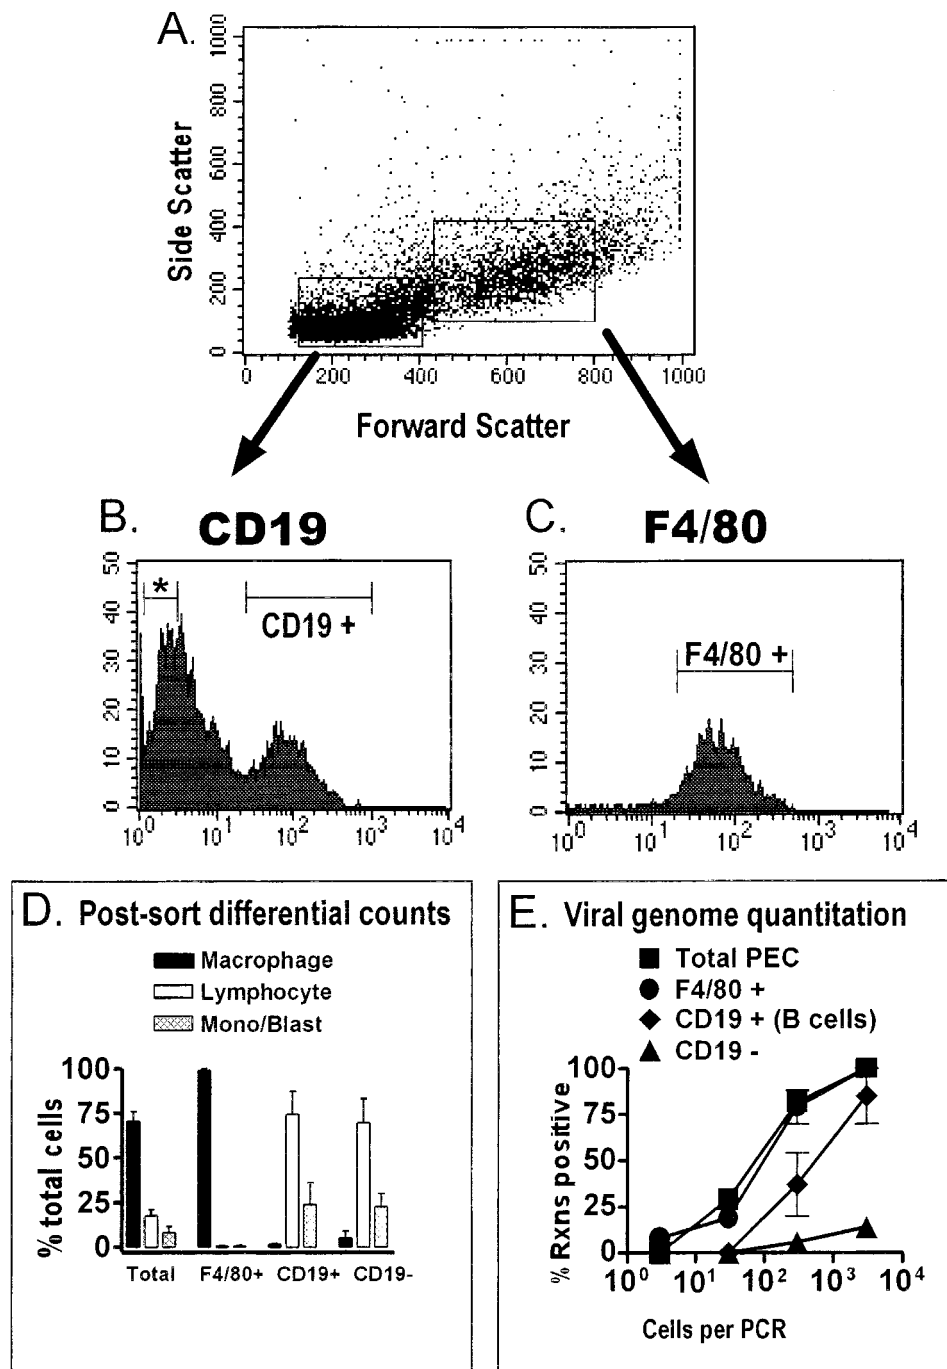 A.
Side Scatter
1000
800
600
400
200
0
0 200 400 600 800 1000
Forward Scatter
B. CD19
50
40
30
20
10
0
*
CD19 +
10^0 10^1 10^2 10^3 10^4
C. F4/80
50
40
30
20
10
0
F4/80 +
10^0 10^1 10^2 10^3 10^4
D. Post-sort differential counts
Macrophage
Lymphocyte
Mono/Blast
% total cells
100
75
50
25
0
Total F4/80+ CD19+ CD19-
E. Viral genome quantitation
Total PEC
F4/80 +
CD19 + (B cells)
CD19 -
% Rxns positive
100
75
50
25
0
10^0 10^1 10^2 10^3 10^4
Cells per PCR